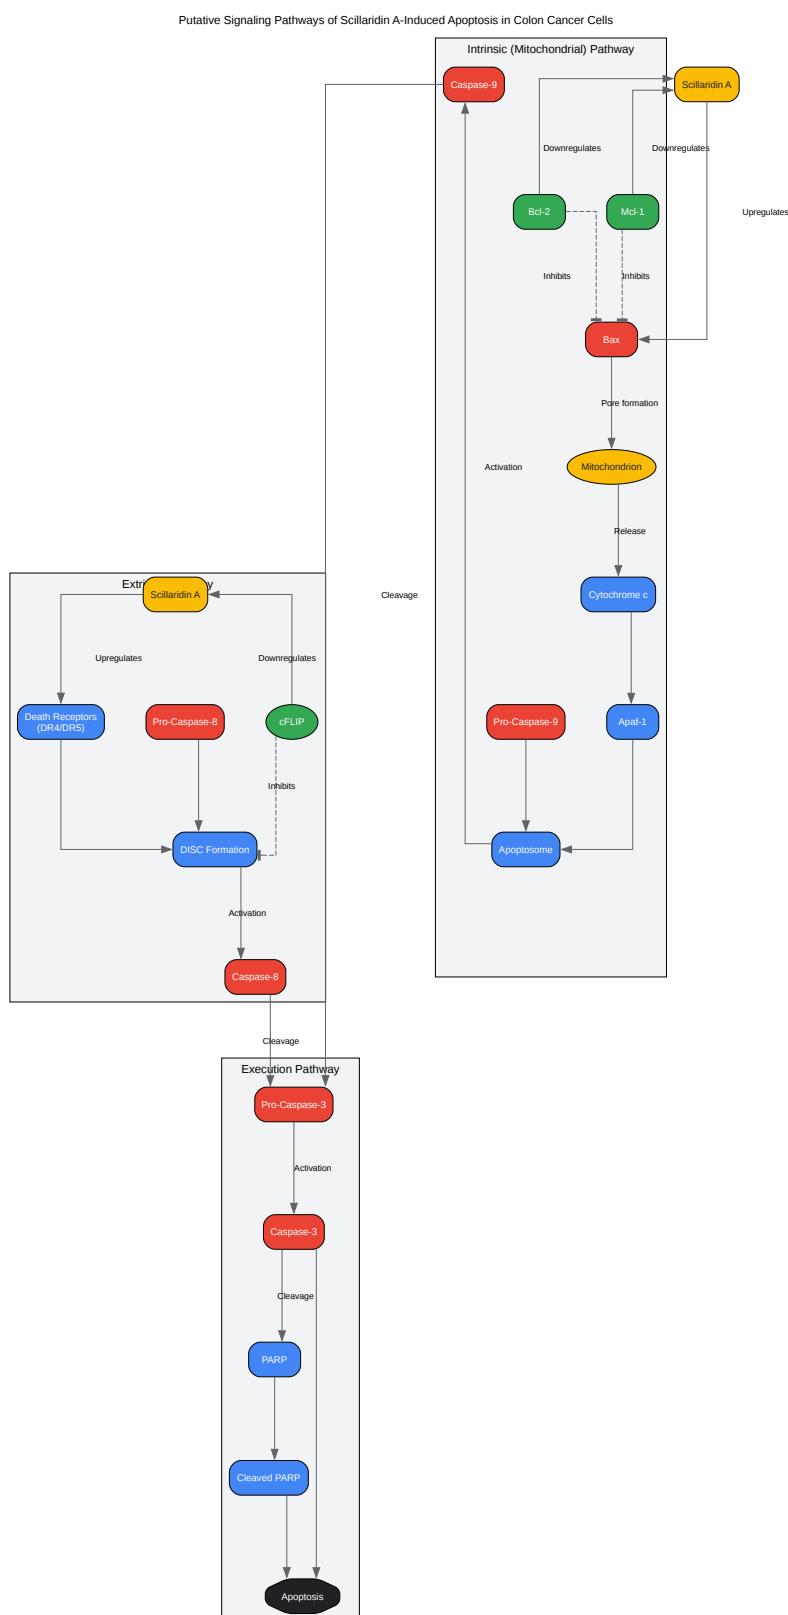 Putative Signaling Pathways of Scillaridin A-Induced Apoptosis in Colon Cancer Cells
Intrinsic (Mitochondrial) Pathway
Caspase-9
Scillaridin A
Downregulates
Downregulates
Bcl-2
Mcl-1
Upregulates
Inhibits
Inhibits
Bax
Pore formation
Mitochondrion
Activation
Release
Cytochrome c
Cleavage
Pro-Caspase-9
Apaf-1
Apoptosome
Scillaridin A
Upregulates
Downregulates
Death Receptors
(DR4/DR5)
Pro-Caspase-8
cFLIP
Inhibits
DISC Formation
Activation
Caspase-8
Cleavage
Execution Pathway
Pro-Caspase-3
Activation
Caspase-3
Cleavage
PARP
Cleaved PARP
Apoptosis